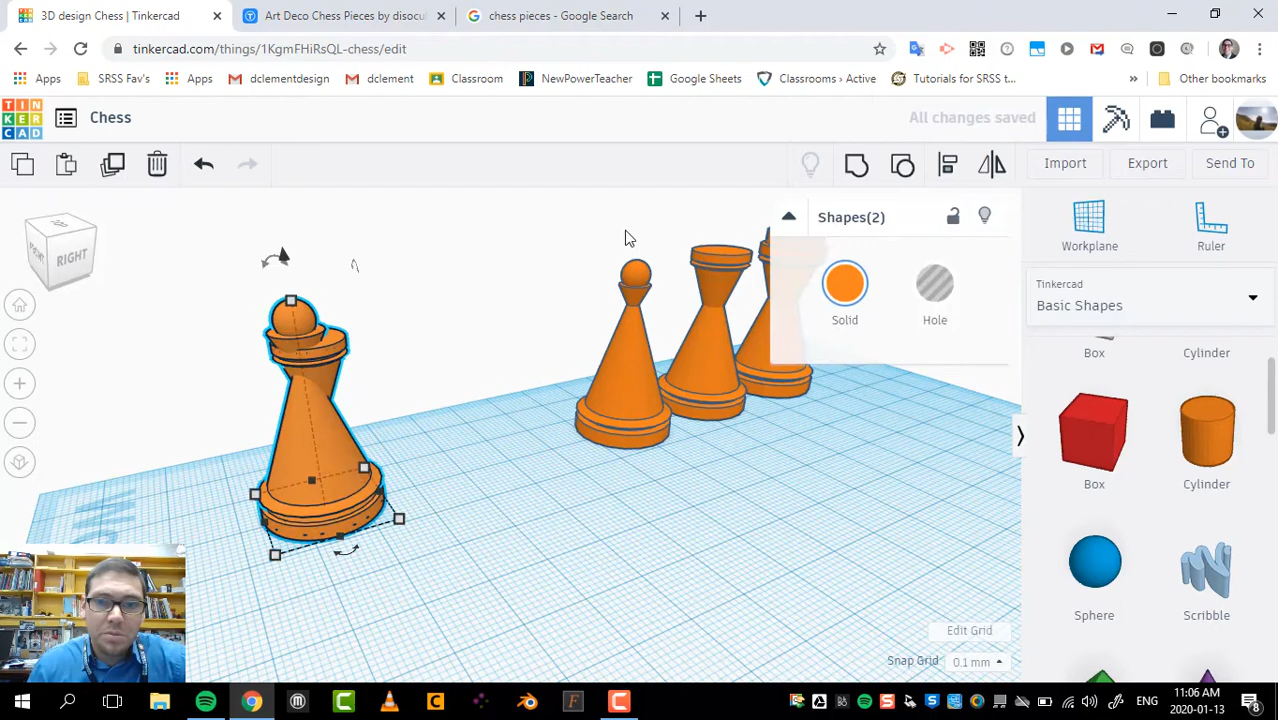 3D design Chess | Tinkercad
Art Deco Chess Pieces by disocu
chess pieces - Google Search
tinkercad.com/things/1KgmFHiRsQL-chess/edit
Apps
SRSS Fav's
Apps
dclementdesign
dclement
Classroom
NewPowerTeacher
Google Sheets
Classrooms › Active
Tutorials for SRSS m...
»
Other bookmarks
TIN
KER
CAD
Chess
All changes saved
Import
Export
Send To
RIGHT
Shapes(2)
Solid
Hole
Workplane
Ruler
Tinkercad
Basic Shapes
Box
Cylinder
Box
Cylinder
Sphere
Scribble
Edit Grid
Snap Grid
0.1 mm
ENG
11:06 AM
2020-01-13
8